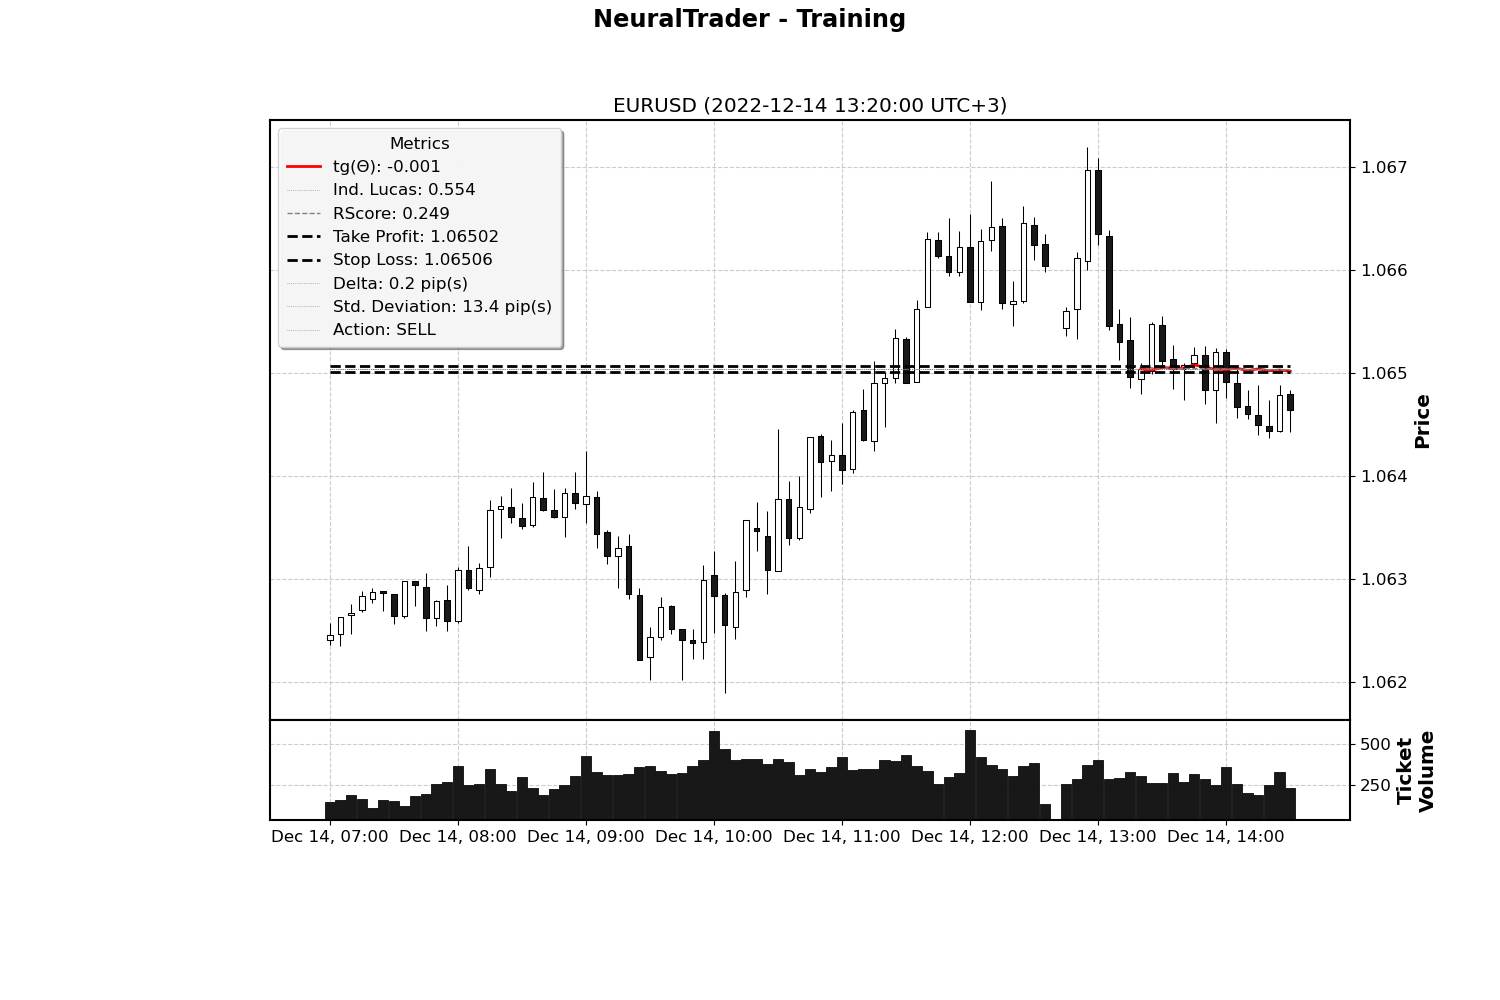 NeuralTrader - Training
EURUSD (2022-12-14 13:20:00 UTC+3)
Metrics
tg(Θ): -0.001
Ind. Lucas: 0.554
RScore: 0.249
Take Profit: 1.06502
Stop Loss: 1.06506
Delta: 0.2 pip(s)
Std. Deviation: 13.4 pip(s)
Action: SELL
1.067
1.066
1.065
1.064
1.063
1.062
Price
500
250
Ticket
Volume
Dec 14, 07:00 Dec 14, 08:00 Dec 14, 09:00 Dec 14, 10:00 Dec 14, 11:00 Dec 14, 12:00 Dec 14, 13:00 Dec 14, 14:00